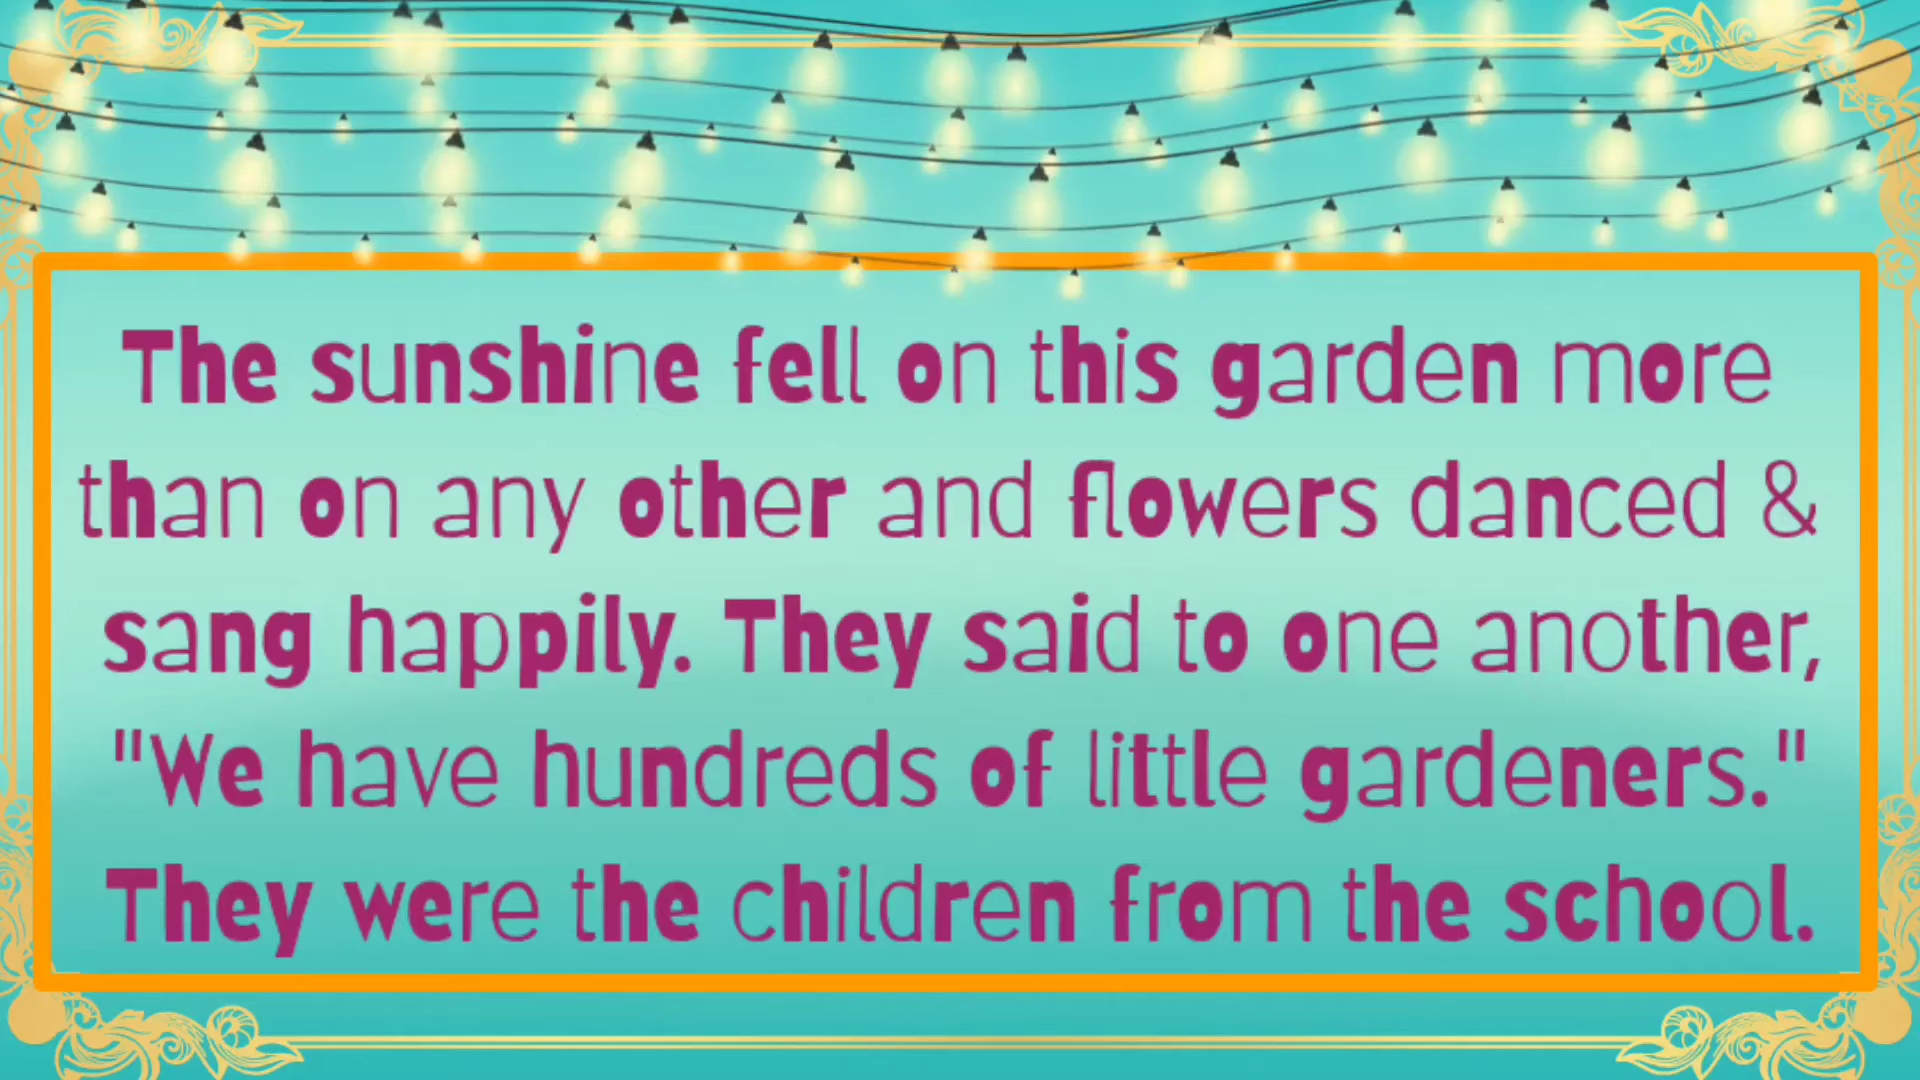 The sunshine fell on this garden more
than on any other and flowers danced &
sang happily. They said to one another,
"We have hundreds of little gardeners."
They were the children from the school.